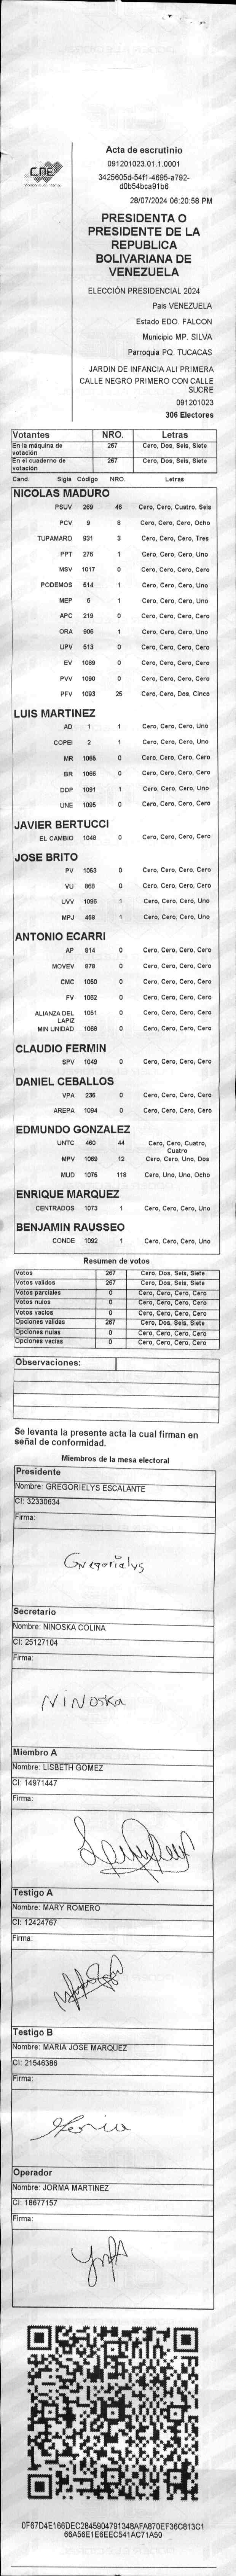 CNE
Acta de escrutinio
091201023.01.1.0001
3425605d-54f1-4695-a792-
d0b54bca91b6
28/07/2024 06:20:58 PM
PRESIDENTA O
PRESIDENTE DE LA
REPUBLICA
BOLIVARIANA DE
VENEZUELA
ELECCIÓN PRESIDENCIAL 2024
Pais VENEZUELA
Estado EDO. FALCON
Municipio MP. SILVA
Parroquia PQ. TUCACAS
JARDIN DE INFANCIA ALI PRIMERA
CALLE NEGRO PRIMERO CON CALLE
SUCRE
091201023
306 Electores
Votantes NRO. Letras
En la máquina de votación 267 Cero, Dos, Seis, Siete
En el cuaderno de votación 267 Cero, Dos, Seis, Siete
Cand. Sigla Código NRO. Letras
NICOLAS MADURO
PSUV 269 46 Cero, Cero, Cuatro, Seis
PCV 9 8 Cero, Cero, Cero, Ocho
TUPAMARO 931 3 Cero, Cero, Cero, Tres
PPT 276 1 Cero, Cero, Cero, Uno
MSV 1017 0 Cero, Cero, Cero, Cero
PODEMOS 514 1 Cero, Cero, Cero, Uno
MEP 6 1 Cero, Cero, Cero, Uno
APC 219 0 Cero, Cero, Cero, Cero
ORA 906 1 Cero, Cero, Cero, Uno
UPV 513 0 Cero, Cero, Cero, Cero
EV 1089 0 Cero, Cero, Cero, Cero
PVV 1090 0 Cero, Cero, Cero, Cero
PFV 1093 25 Cero, Cero, Dos, Cinco
LUIS MARTINEZ
AD 1 1 Cero, Cero, Cero, Uno
COPEI 2 1 Cero, Cero, Cero, Uno
MR 1085 0 Cero, Cero, Cero, Cero
BR 1066 0 Cero, Cero, Cero, Cero
DDP 1091 1 Cero, Cero, Cero, Uno
UNE 1095 0 Cero, Cero, Cero, Cero
JAVIER BERTUCCI
EL CAMBIO 1048 0 Cero, Cero, Cero, Cero
JOSE BRITO
PV 1053 0 Cero, Cero, Cero, Cero
VU 868 0 Cero, Cero, Cero, Cero
UVV 1096 1 Cero, Cero, Cero, Uno
MPJ 458 1 Cero, Cero, Cero, Uno
ANTONIO ECARRI
AP 814 0 Cero, Cero, Cero, Cero
MOVEV 878 0 Cero, Cero, Cero, Cero
CMC 1050 0 Cero, Cero, Cero, Cero
FV 1062 0 Cero, Cero, Cero, Cero
ALIANZA DEL LAPIZ 1051 0 Cero, Cero, Cero, Cero
MIN UNIDAD 1068 0 Cero, Cero, Cero, Cero
CLAUDIO FERMIN
SPV 1049 0 Cero, Cero, Cero, Cero
DANIEL CEBALLOS
VPA 236 0 Cero, Cero, Cero, Cero
AREPA 1094 0 Cero, Cero, Cero, Cero
EDMUNDO GONZALEZ
UNTC 460 44 Cero, Cero, Cuatro, Cuatro
MPV 1069 12 Cero, Cero, Uno, Dos
MUD 1075 118 Cero, Uno, Uno, Ocho
ENRIQUE MARQUEZ
CENTRADOS 1073 1 Cero, Cero, Cero, Uno
BENJAMIN RAUSSEO
CONDE 1092 1 Cero, Cero, Cero, Uno
Resumen de votos
Votos 267 Cero, Dos, Seis, Siete
Votos validos 267 Cero, Dos, Seis, Siete
Votos parciales 0 Cero, Cero, Cero, Cero
Votos nulos 0 Cero, Cero, Cero, Cero
Votos vacios 0 Cero, Cero, Cero, Cero
Opciones validas 267 Cero, Dos, Seis, Siete
Opciones nulas 0 Cero, Cero, Cero, Cero
Opciones vacias 0 Cero, Cero, Cero, Cero
Observaciones:
Se levanta la presente acta la cual firman en
señal de conformidad.
Miembros de la mesa electoral
Presidente
Nombre: GREGORIELYS ESCALANTE
CI: 32330634
Firma:
Gregorielys
Secretario
Nombre: NINOSKA COLINA
CI: 25127104
Firma:
NINOSKA
Miembro A
Nombre: LISBETH GOMEZ
CI: 14971447
Firma:
Testigo A
Nombre: MARY ROMERO
CI: 12424767
Firma:
Testigo B
Nombre: MARIA JOSE MARQUEZ
CI: 21546386
Firma:
Maria
Operador
Nombre: JORMA MARTINEZ
CI: 18677157
Firma:
0F67D4E166DEC2845904791348AFA870EF36C813C1
66A56E1E6EEC541AC71A50